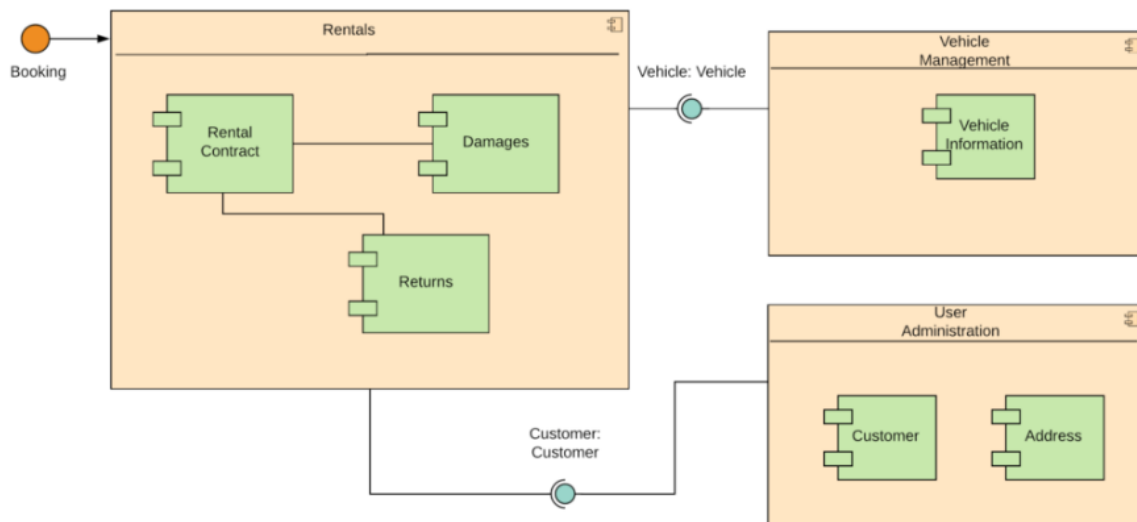 Rentals
Booking
Vehicle: Vehicle
Vehicle
Management
Rental
Contract
Damages
Vehicle
Information
Returns
User
Administration
Customer:
Customer
Customer
Address